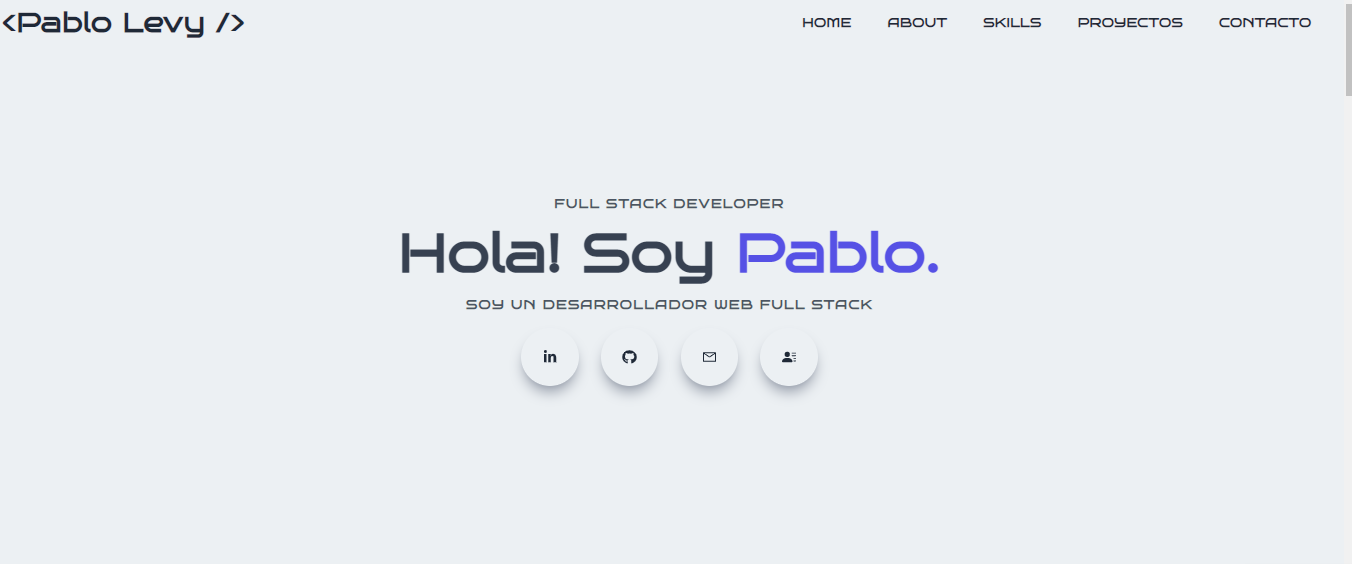 <Pablo Levy />
HOME ABOUT SKILLS PROYECTOS CONTACTO
FULL STACK DEVELOPER
Hola! Soy Pablo.
SOY UN DESARROLLADOR WEB FULL STACK
in